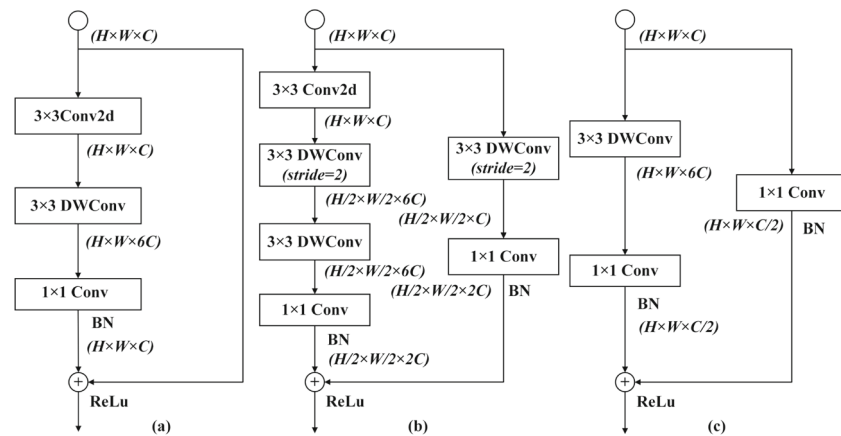 (H×W×C)
3×3Conv2d
(H×W×C)
3×3 DWConv
(H×W×6C)
1×1 Conv
BN
(H×W×C)
+
ReLu
(a)
(H×W×C)
3×3 Conv2d
(H×W×C)
3×3 DWConv
(stride=2)
(H/2×W/2×6C)
3×3 DWConv
(H/2×W/2×6C)
1×1 Conv
BN
(H/2×W/2×2C)
3×3 DWConv
(stride=2)
(H/2×W/2×C)
1×1 Conv
(H/2×W/2×2C)
BN
+
ReLu
(b)
(H×W×C)
3×3 DWConv
(H×W×6C)
1×1 Conv
BN
(H×W×C/2)
1×1 Conv
(H×W×C/2)
BN
+
ReLu
(c)